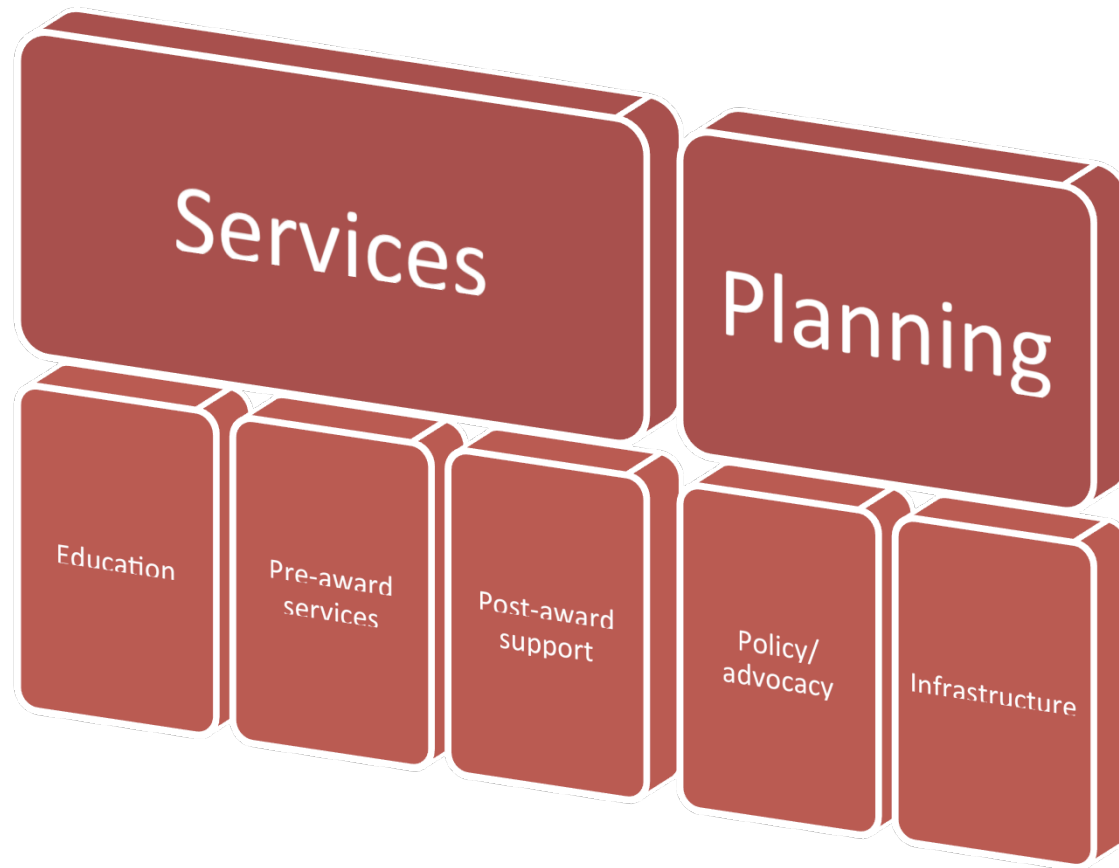 Services
Planning
Education
Pre-award
services
Post-award
support
Policy/
advocacy
Infrastructure